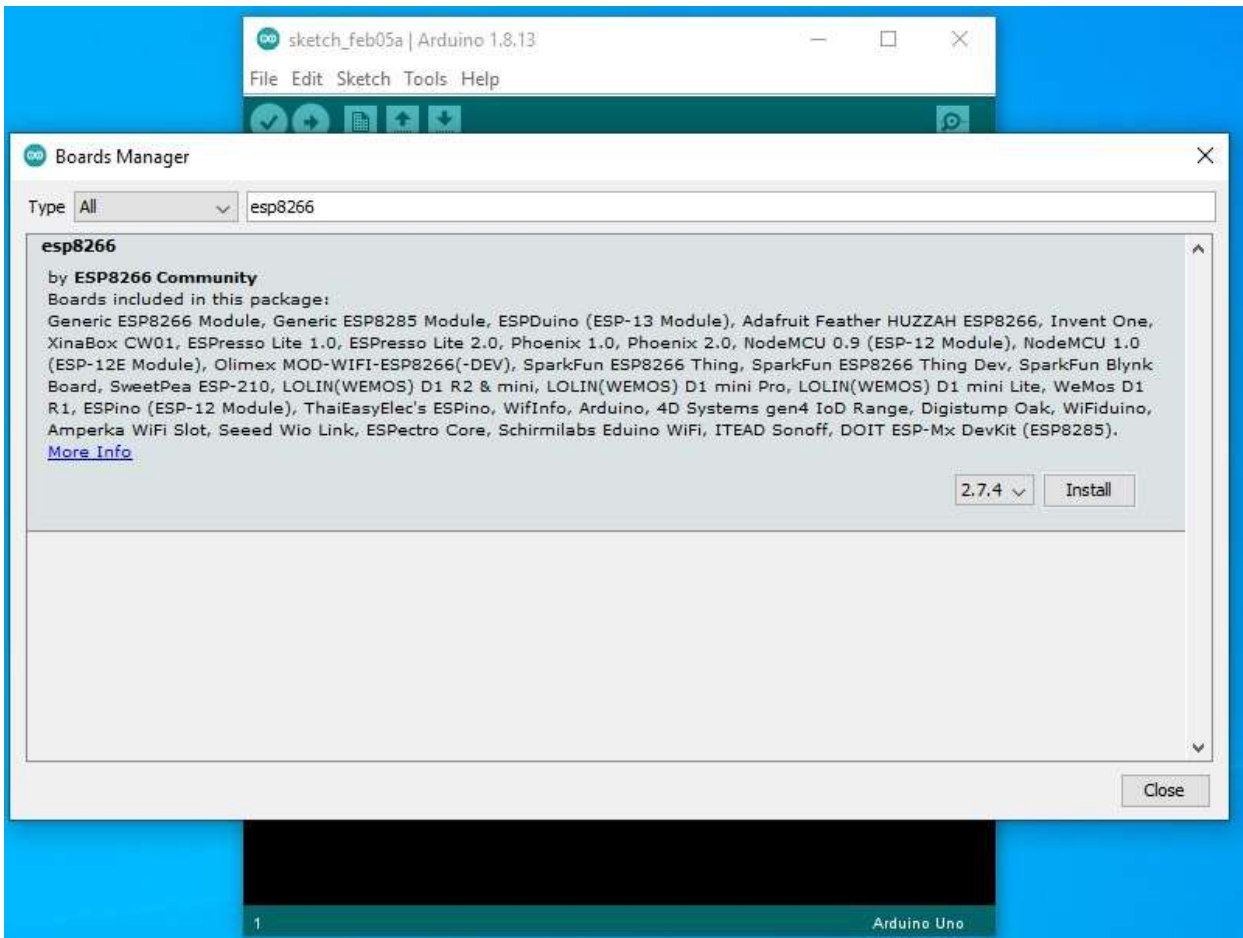 sketch_feb05a | Arduino 1.8.13
File Edit Sketch Tools Help
Boards Manager
Type All esp8266
esp8266
by ESP8266 Community
Boards included in this package:
Generic ESP8266 Module, Generic ESP8285 Module, ESPDuino (ESP-13 Module), Adafruit Feather HUZZAH ESP8266, Invent One,
XinaBox CW01, ESPresso Lite 1.0, ESPresso Lite 2.0, Phoenix 1.0, Phoenix 2.0, NodeMCU 0.9 (ESP-12 Module), NodeMCU 1.0
(ESP-12E Module), Olimex MOD-WIFI-ESP8266(-DEV), SparkFun ESP8266 Thing, SparkFun ESP8266 Thing Dev, SparkFun Blynk
Board, SweetPea ESP-210, LOLIN(WEMOS) D1 R2 & mini, LOLIN(WEMOS) D1 mini Pro, LOLIN(WEMOS) D1 mini Lite, WeMos D1
R1, ESPino (ESP-12 Module), ThaiEasyElec's ESPino, WifInfo, Arduino, 4D Systems gen4 IoD Range, Digistump Oak, WiFiduino,
Amperka WiFi Slot, Seeed Wio Link, ESPectro Core, Schirmilabs Eduino WiFi, ITEAD Sonoff, DOIT ESP-Mx DevKit (ESP8285).
More Info
2.7.4 Install
Close
1 Arduino Uno